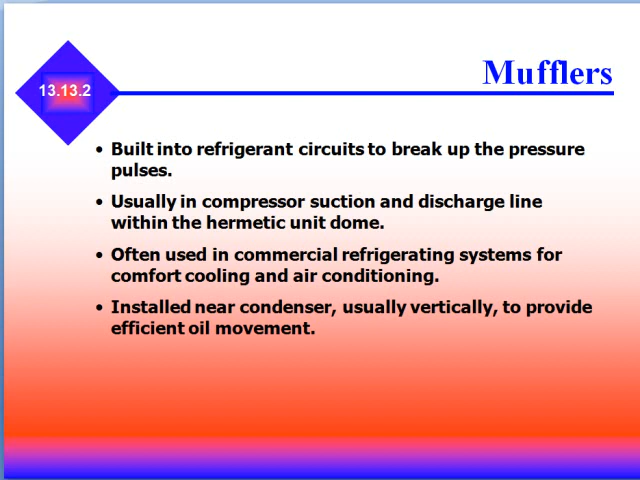 Mufflers
13.13.2
• Built into refrigerant circuits to break up the pressure
pulses.
• Usually in compressor suction and discharge line
within the hermetic unit dome.
• Often used in commercial refrigerating systems for
comfort cooling and air conditioning.
• Installed near condenser, usually vertically, to provide
efficient oil movement.